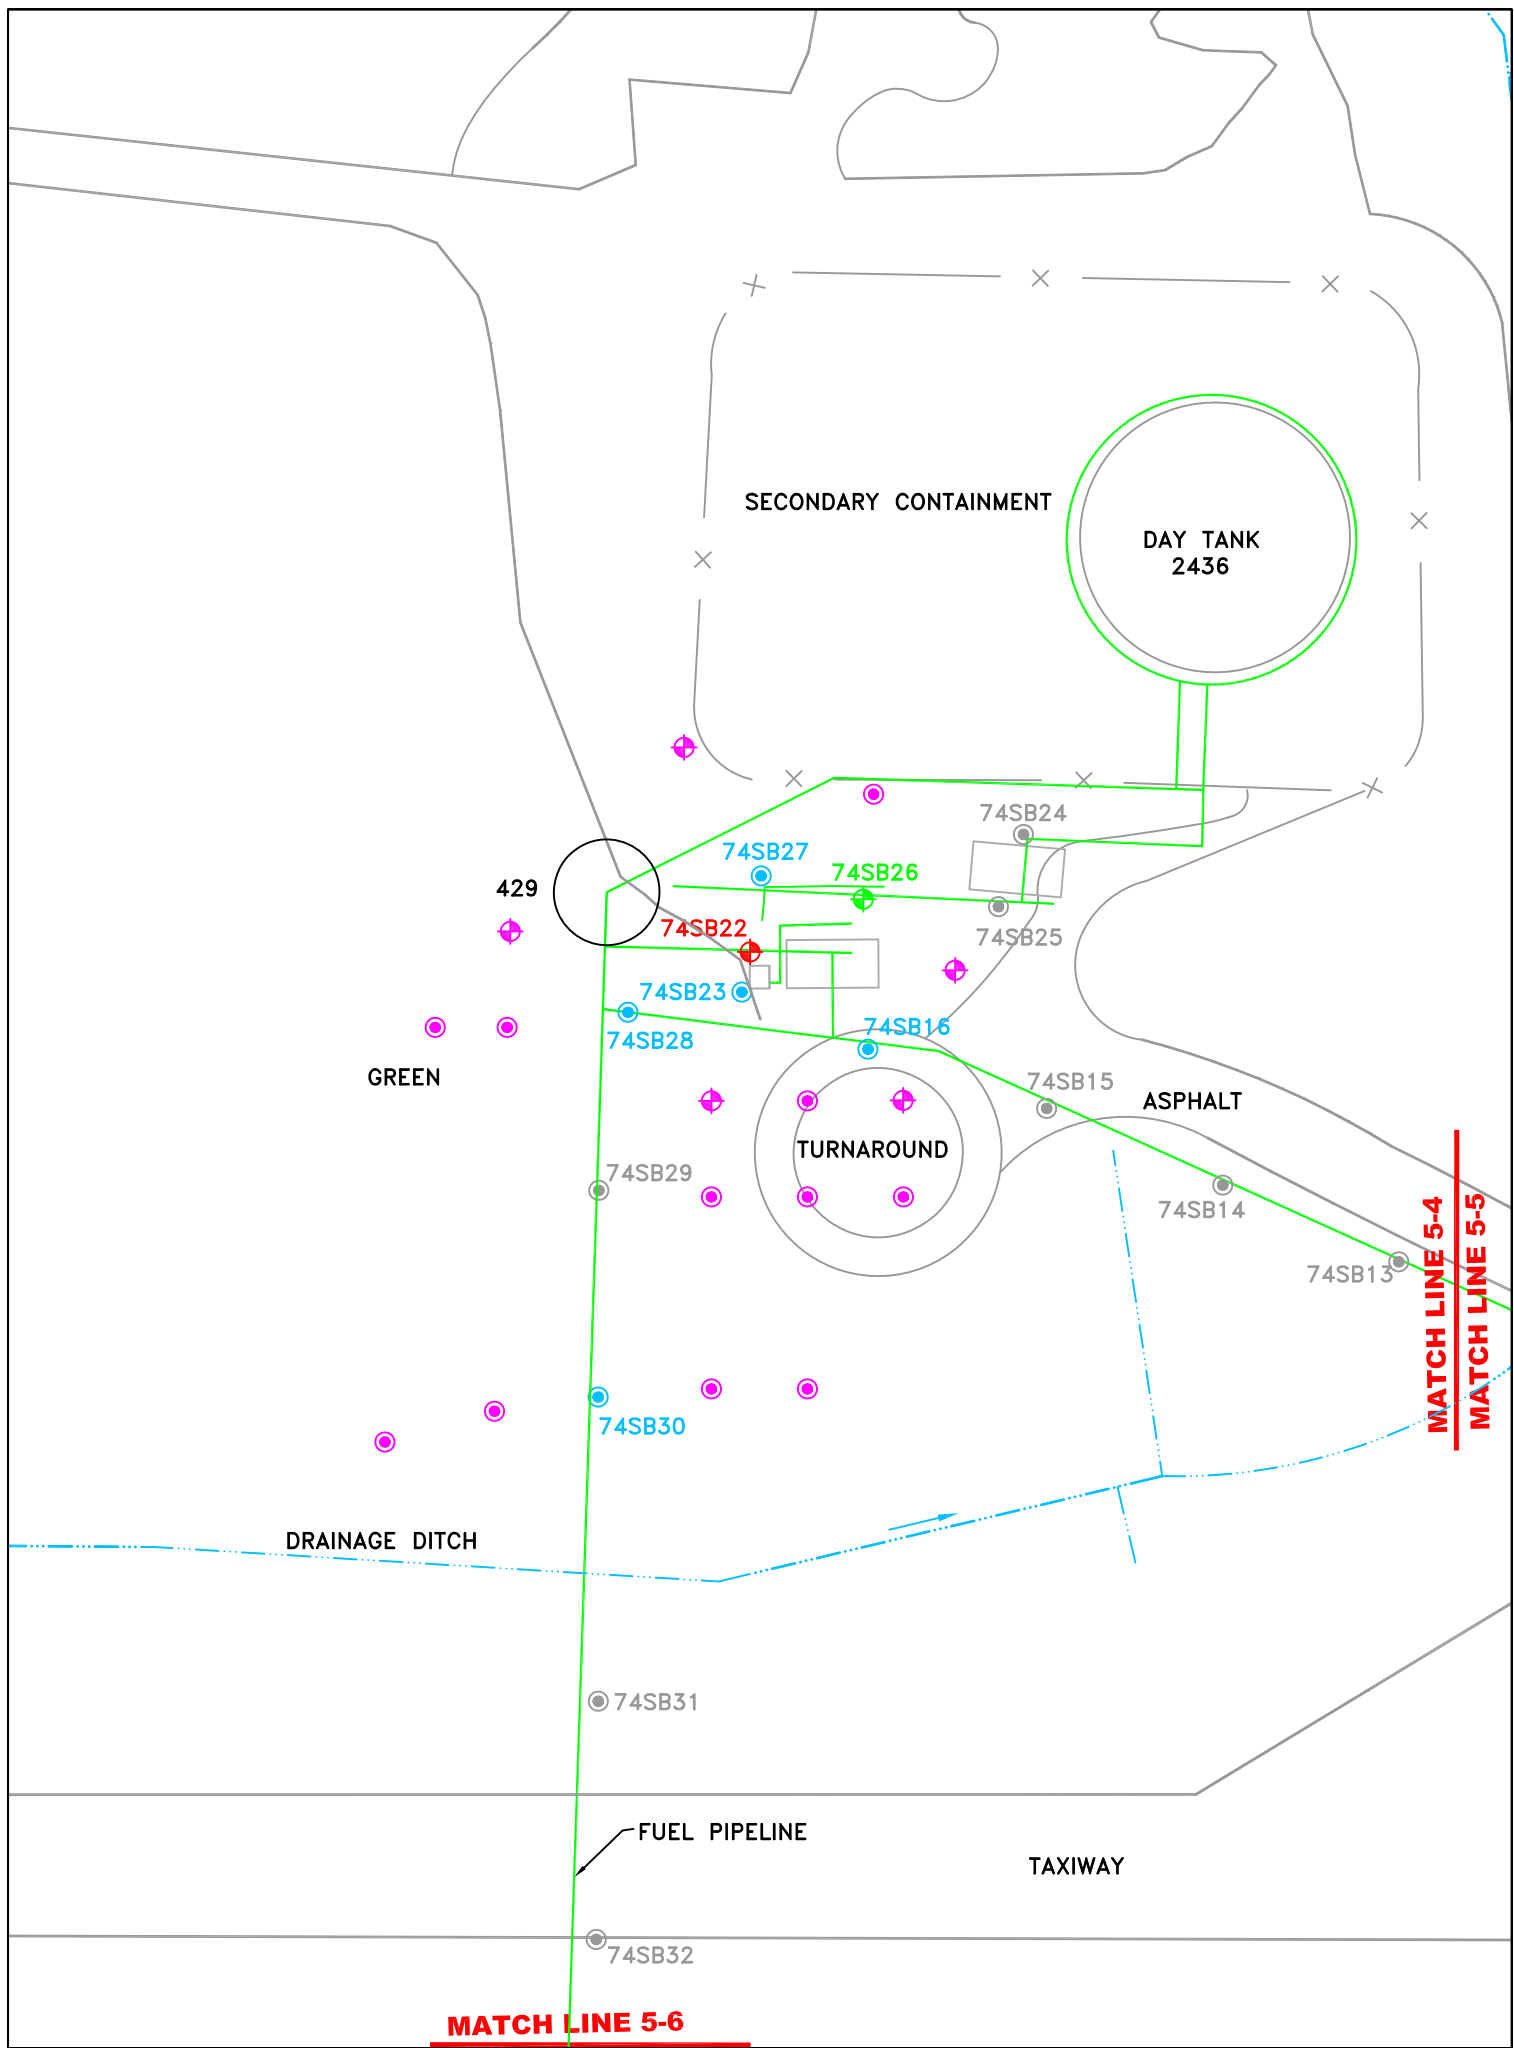 SECONDARY CONTAINMENT
DAY TANK
2436
74SB24
74SB27
74SB26
429
74SB22
74SB25
74SB23
74SB28
74SB16
GREEN
74SB15
ASPHALT
TURNAROUND
74SB29
74SB14
74SB13
MATCH LINE 5-4
MATCH LINE 5-5
74SB30
DRAINAGE DITCH
74SB31
FUEL PIPELINE
TAXIWAY
74SB32
MATCH LINE 5-6